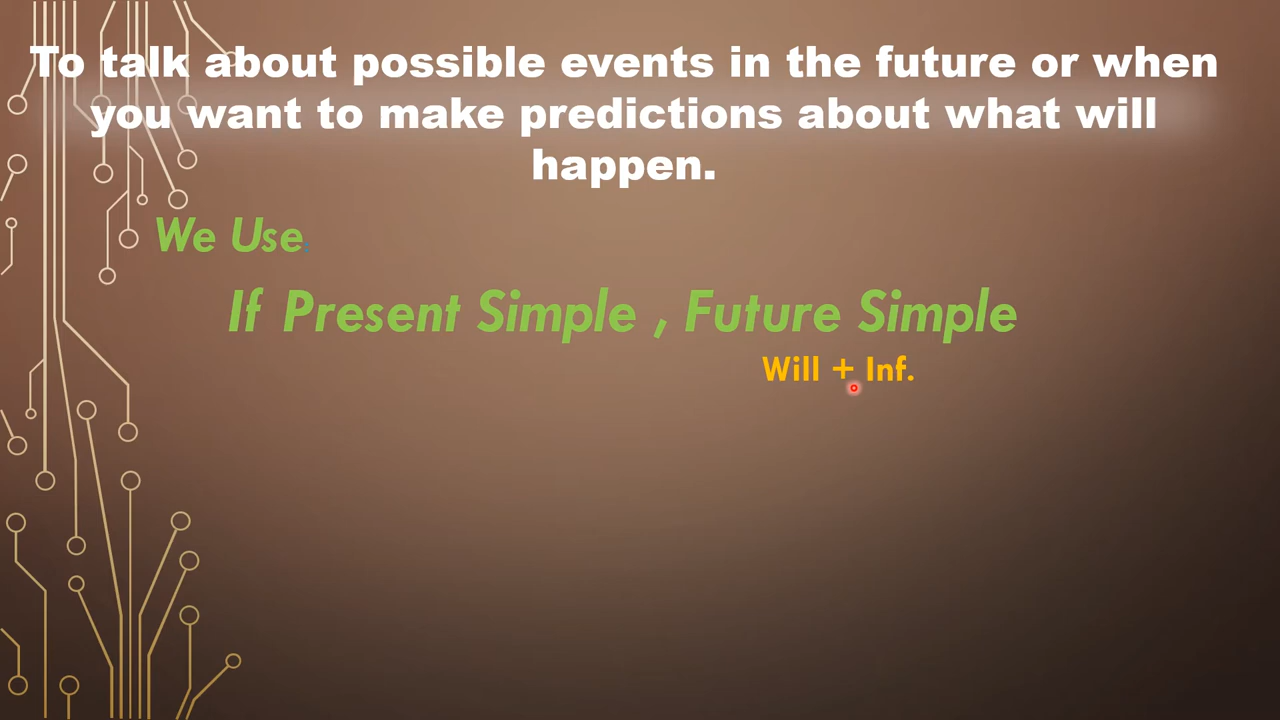 To talk about possible events in the future or when
you want to make predictions about what will
happen.
We Use:
If Present Simple , Future Simple
Will + Inf.